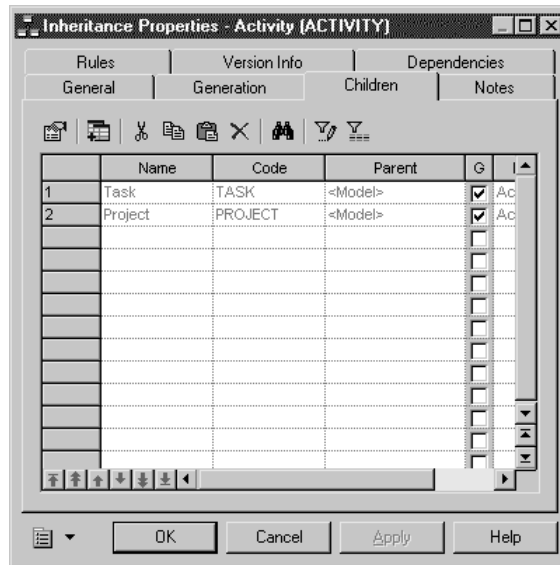 Inheritance Properties - Activity (ACTIVITY)
Rules Version Info Dependencies
General Generation Children Notes
Name Code Parent G
1 Task TASK <Model> Ac
2 Project PROJECT <Model> Ac
OK Cancel Apply Help